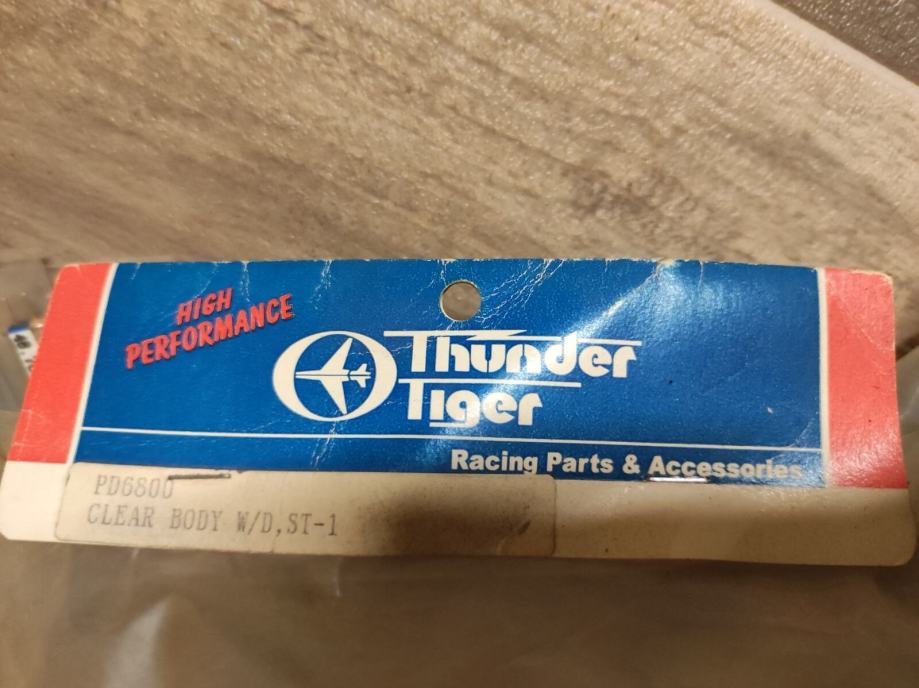 HIGH
PERFORMANCE
Thunder
Tiger
Racing Parts & Accessories
PD6800
CLEAR BODY W/D,ST-1